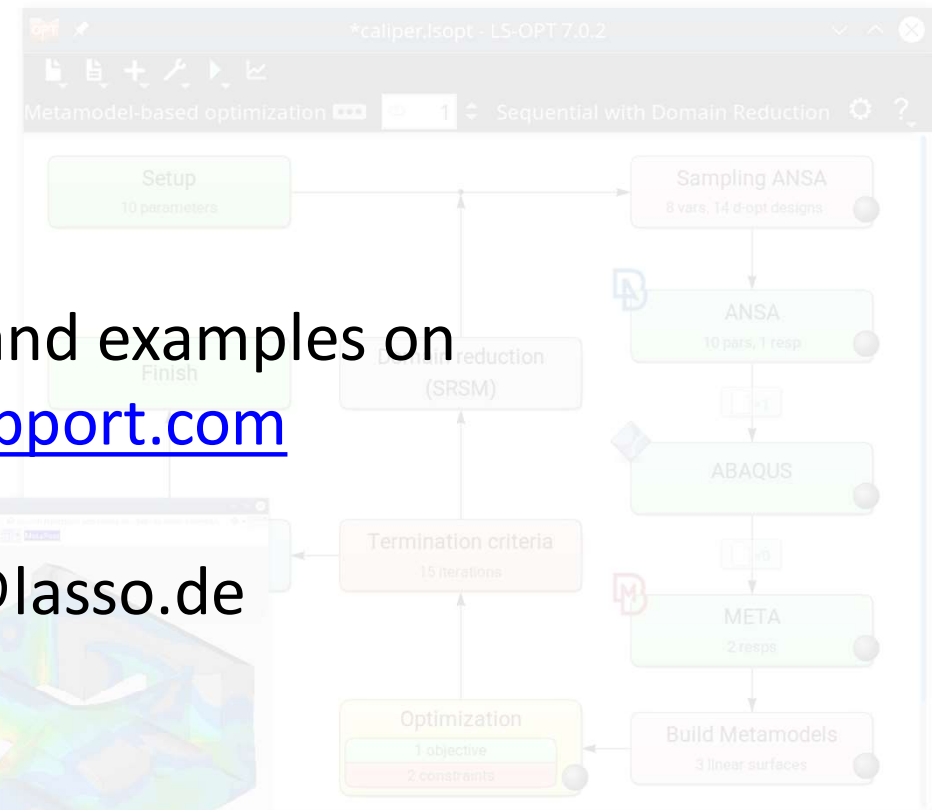 *caliper.lsopt - LS-OPT 7.0.2
Metamodel-based optimization 1 Sequential with Domain Reduction ?
Setup
10 parameters
Sampling ANSA
8 vars, 14 d-opt designs
ANSA
10 pars, 1 resp
and examples on
Finish
reduction
(SRSM)
pport.com
ABAQUS
@lasso.de
Termination criteria
15 iterations
META
2 resps
Optimization
1 objective
2 constraints
Build Metamodels
3 linear surfaces